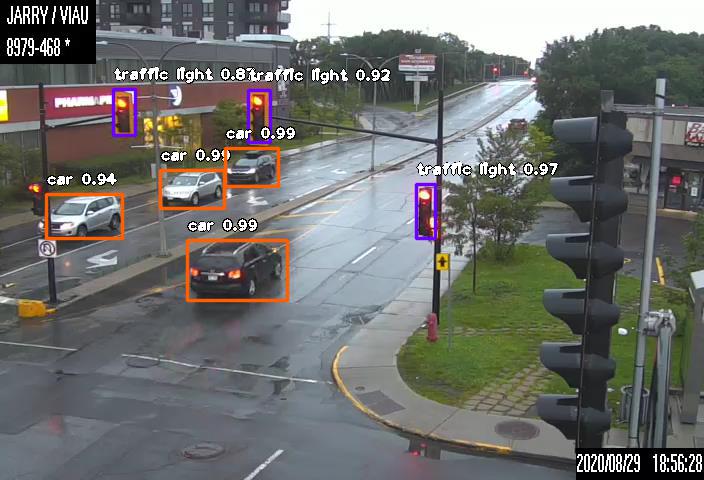 JARRY / VIAU
8979-468 *
traffic light 0.87
traffic light 0.92
car 0.99
PHARMAP
car 0.99
car 0.94
traffic light 0.97
car 0.99
2020/08/29 18:56:28